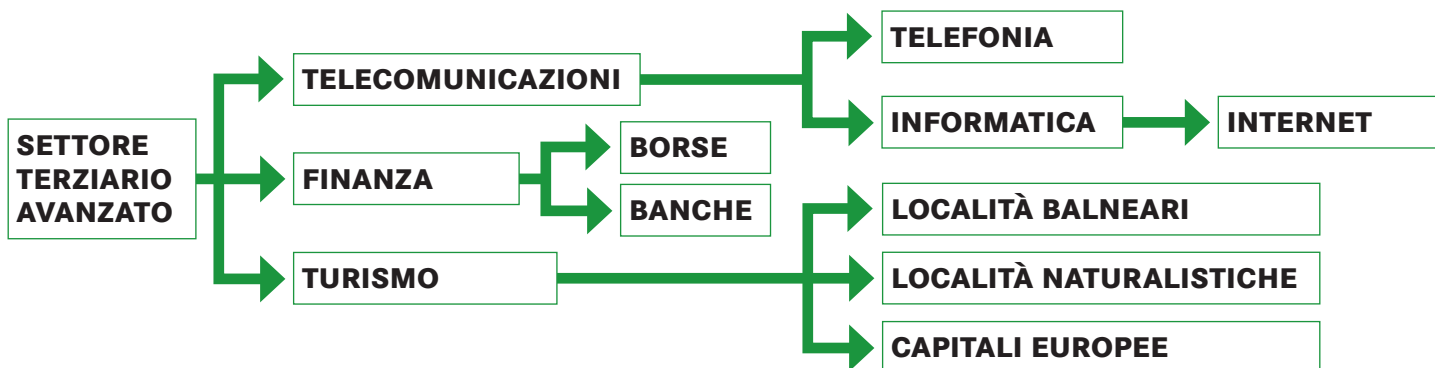 SETTORE
TERZIARIO
AVANZATO
TELECOMUNICAZIONI
TELEFONIA
INFORMATICA
INTERNET
FINANZA
BORSE
BANCHE
TURISMO
LOCALITÀ BALNEARI
LOCALITÀ NATURALISTICHE
CAPITALI EUROPEE